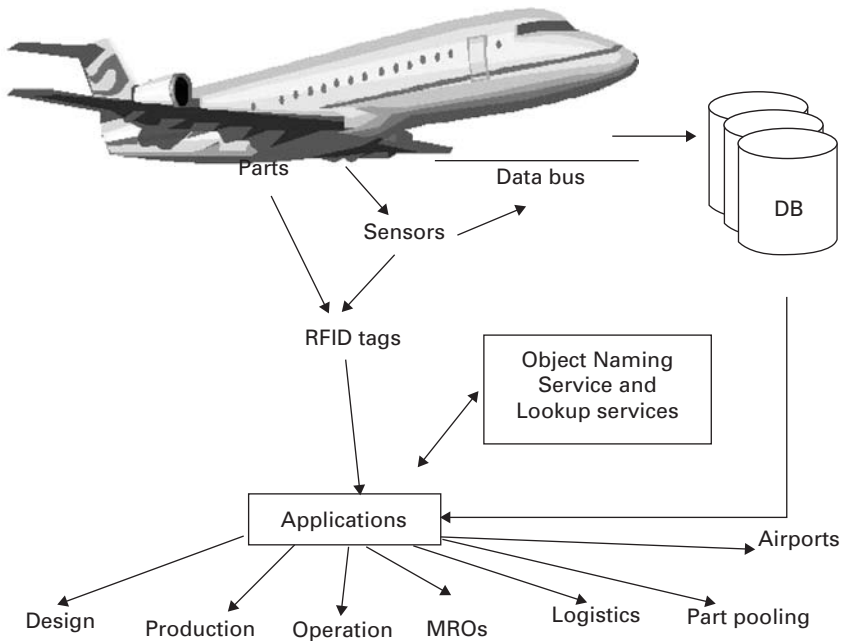 Parts
Data bus
DB
Sensors
RFID tags
Object Naming
Service and
Lookup services
Applications
Airports
Design
Production
Operation
MROs
Logistics
Part pooling